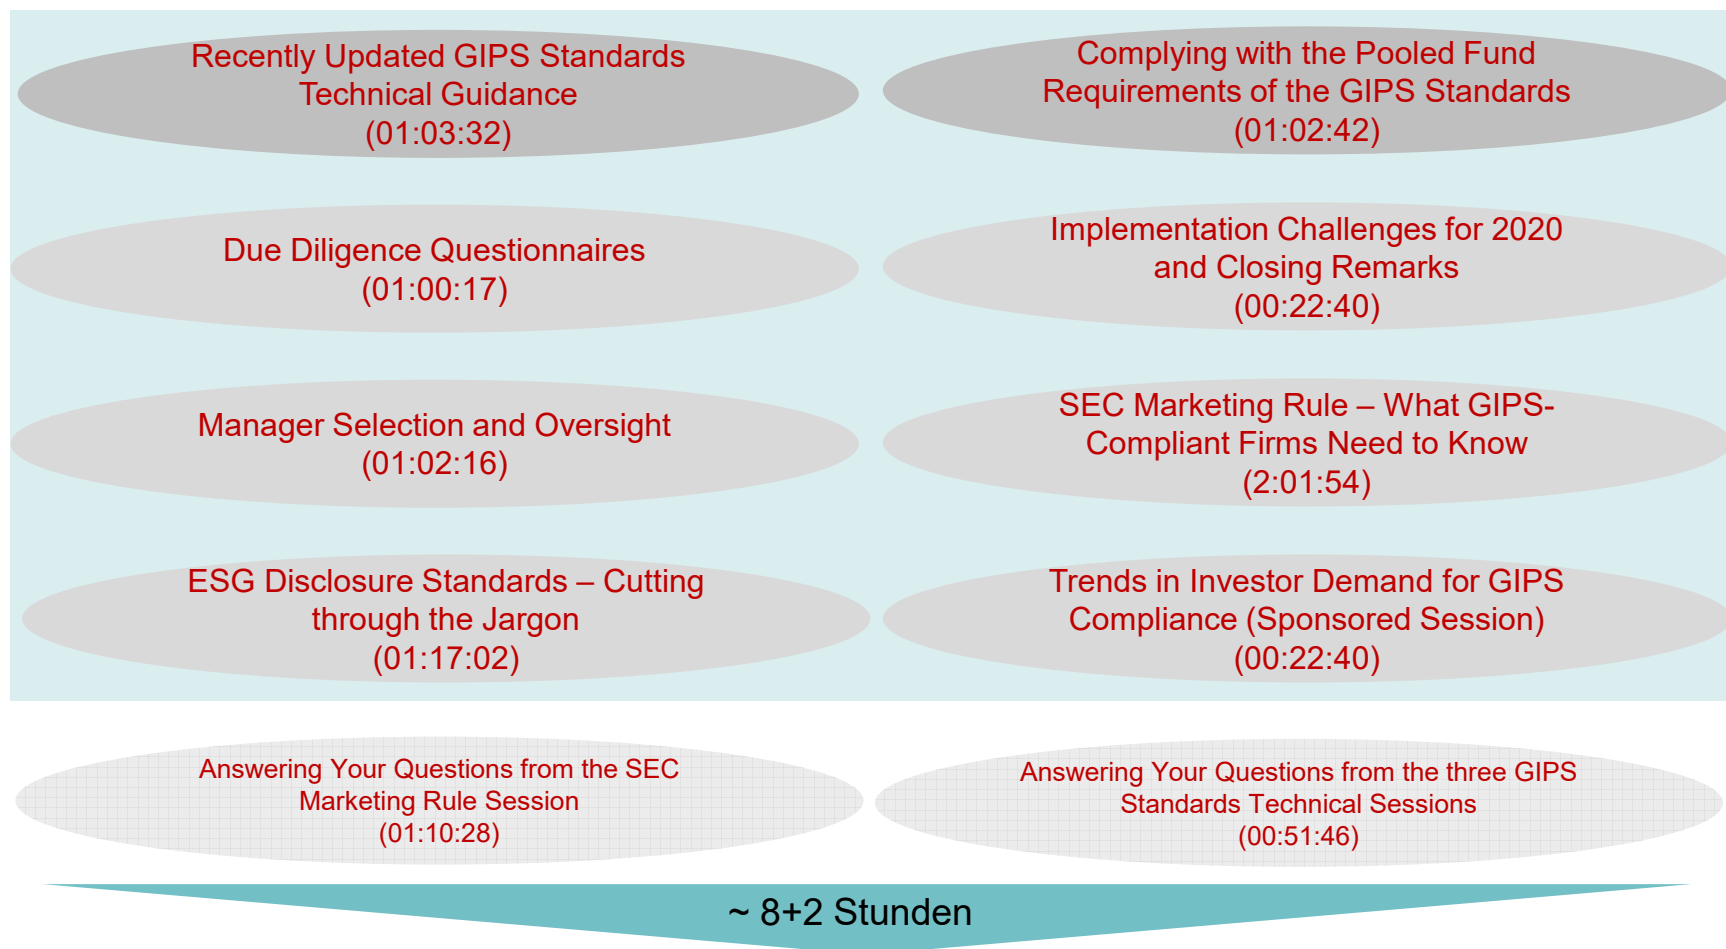 Recently Updated GIPS Standards
Technical Guidance
(01:03:32)
Complying with the Pooled Fund
Requirements of the GIPS Standards
(01:02:42)
Due Diligence Questionnaires
(01:00:17)
Implementation Challenges for 2020
and Closing Remarks
(00:22:40)
Manager Selection and Oversight
(01:02:16)
SEC Marketing Rule – What GIPS-
Compliant Firms Need to Know
(2:01:54)
ESG Disclosure Standards – Cutting
through the Jargon
(01:17:02)
Trends in Investor Demand for GIPS
Compliance (Sponsored Session)
(00:22:40)
Answering Your Questions from the SEC
Marketing Rule Session
(01:10:28)
Answering Your Questions from the three GIPS
Standards Technical Sessions
(00:51:46)
~ 8+2 Stunden